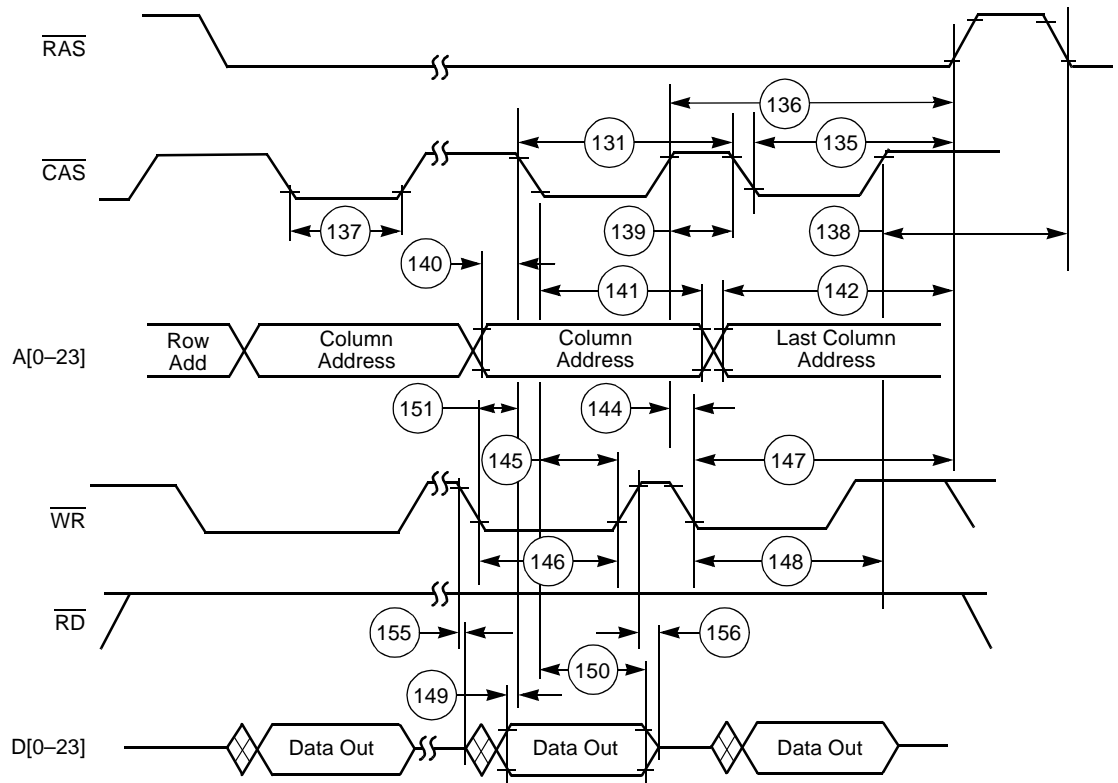 RAS
136
131
135
CAS
137
139
138
140
141
142
A[0–23]
Row
Add
Column
Address
Column
Address
Last Column
Address
151
144
145
147
WR
146
148
RD
155
156
150
149
D[0–23]
Data Out
Data Out
Data Out